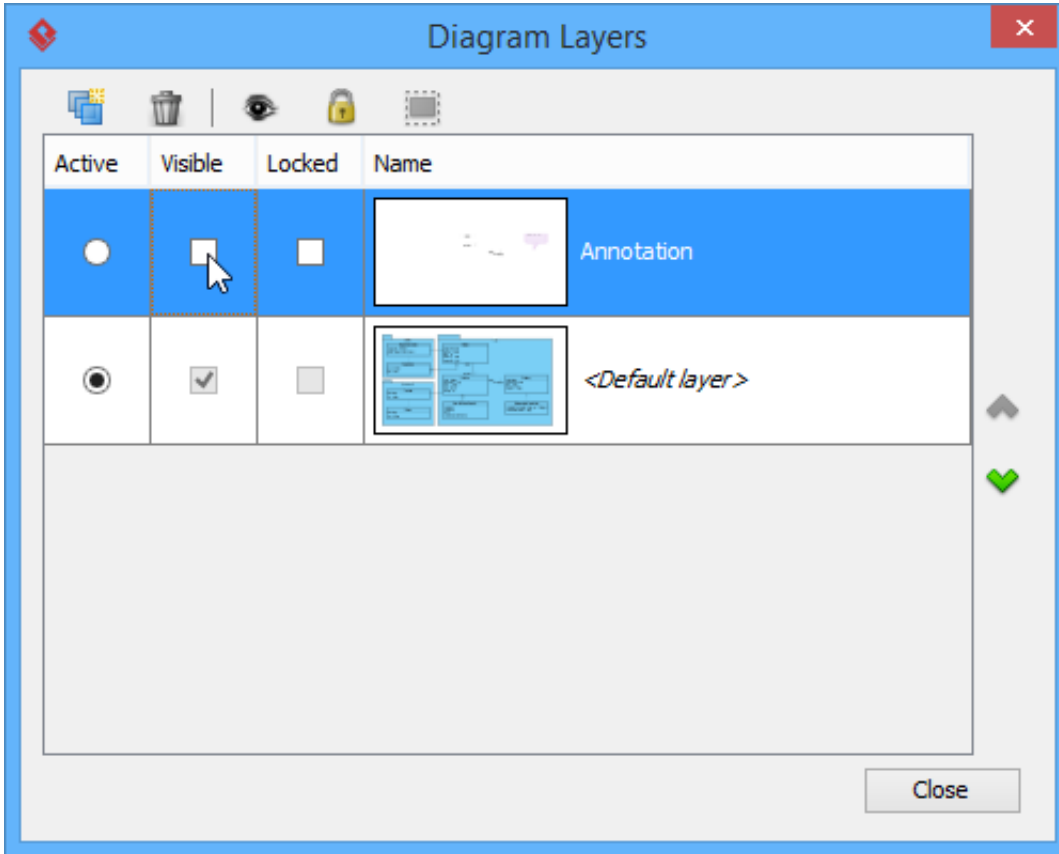 Diagram Layers
Active Visible Locked Name
Annotation
<Default layer>
Close